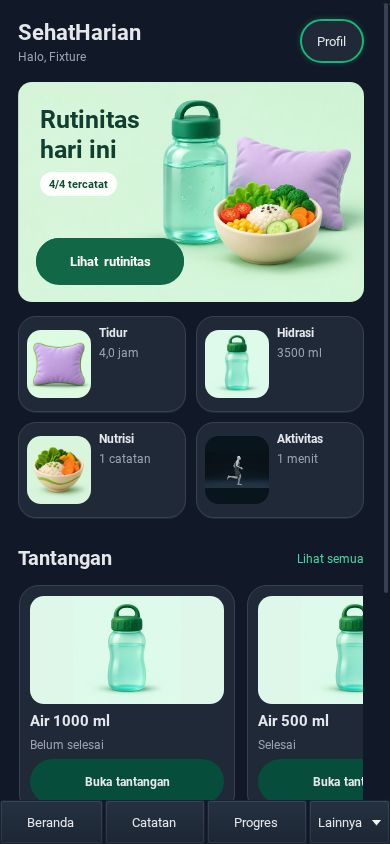 SehatHarian
Halo, Fixture
Profil
Rutinitas
hari ini
4/4 tercatat
Lihat rutinitas
Tidur
4,0 jam
Hidrasi
3500 ml
Nutrisi
1 catatan
Aktivitas
1 menit
Tantangan
Lihat semua
Air 1000 ml
Belum selesai
Buka tantangan
Air 500 ml
Selesai
Buka tant
Beranda
Catatan
Progres
Lainnya